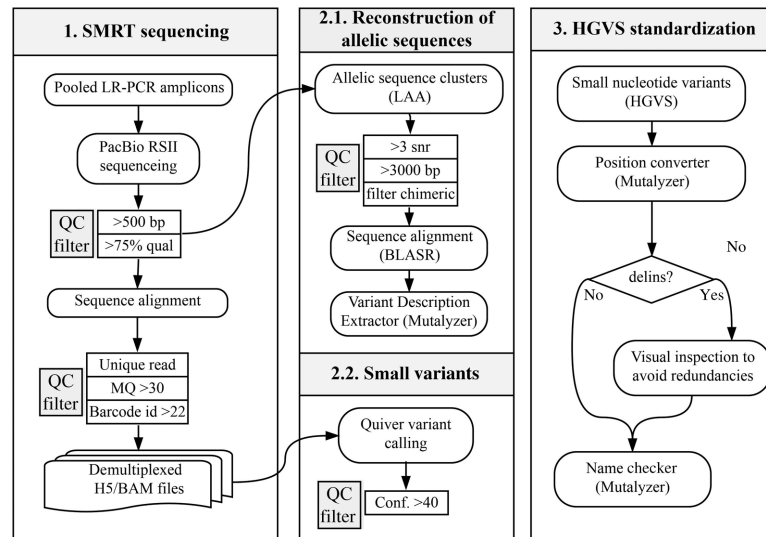 1. SMRT sequencing
Pooled LR-PCR amplicons
PacBio RSII
sequenceing
QC
filter
>500 bp
>75% qual
Sequence alignment
QC
filter
Unique read
MQ >30
Barcode id >22
Demultiplexed
H5/BAM files
2.1. Reconstruction of
allelic sequences
Allelic sequence clusters
(LAA)
QC
filter
>3 snr
>3000 bp
filter chimeric
Sequence alignment
(BLASR)
Variant Description
Extractor (Mutalyzer)
2.2. Small variants
Quiver variant
calling
QC
filter
Conf. >40
3. HGVS standardization
Small nucleotide variants
(HGVS)
Position converter
(Mutalyzer)
No
delins?
No
Yes
Visual inspection to
avoid redundancies
Name checker
(Mutalyzer)